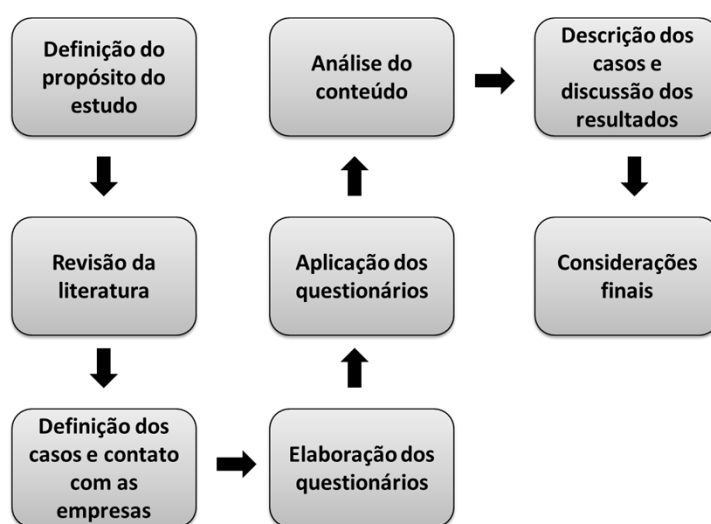 Definição do
propósito do
estudo
Revisão da
literatura
Definição dos
casos e contato
com as
empresas
Elaboração dos
questionários
Aplicação dos
questionários
Análise do
conteúdo
Descrição dos
casos e
discussão dos
resultados
Considerações
finais